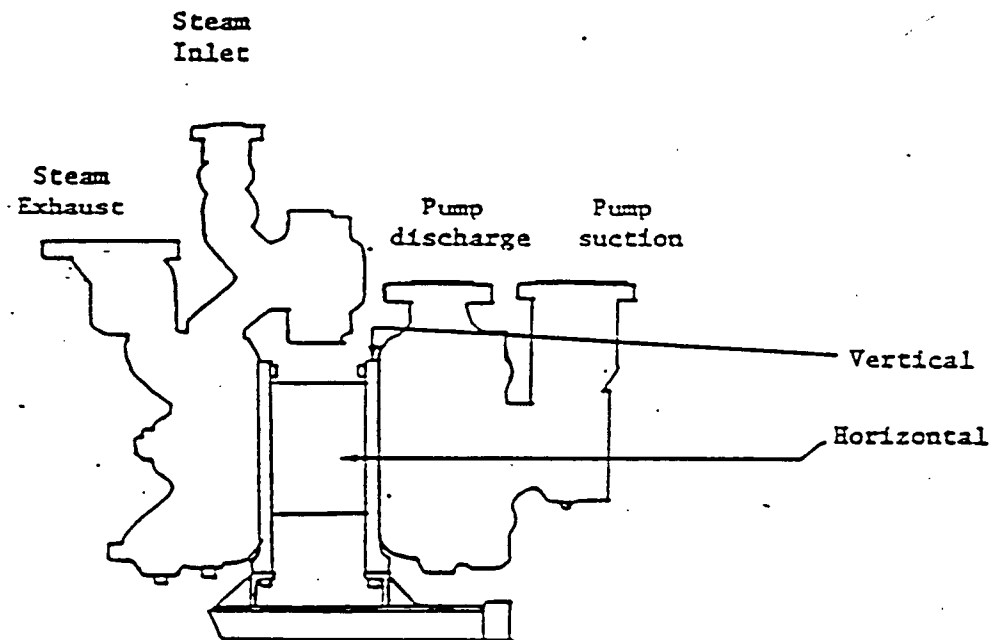 Steam
Inlet
Steam
Exhaust
Pump
discharge
Pump
suction
Vertical
Horizontal